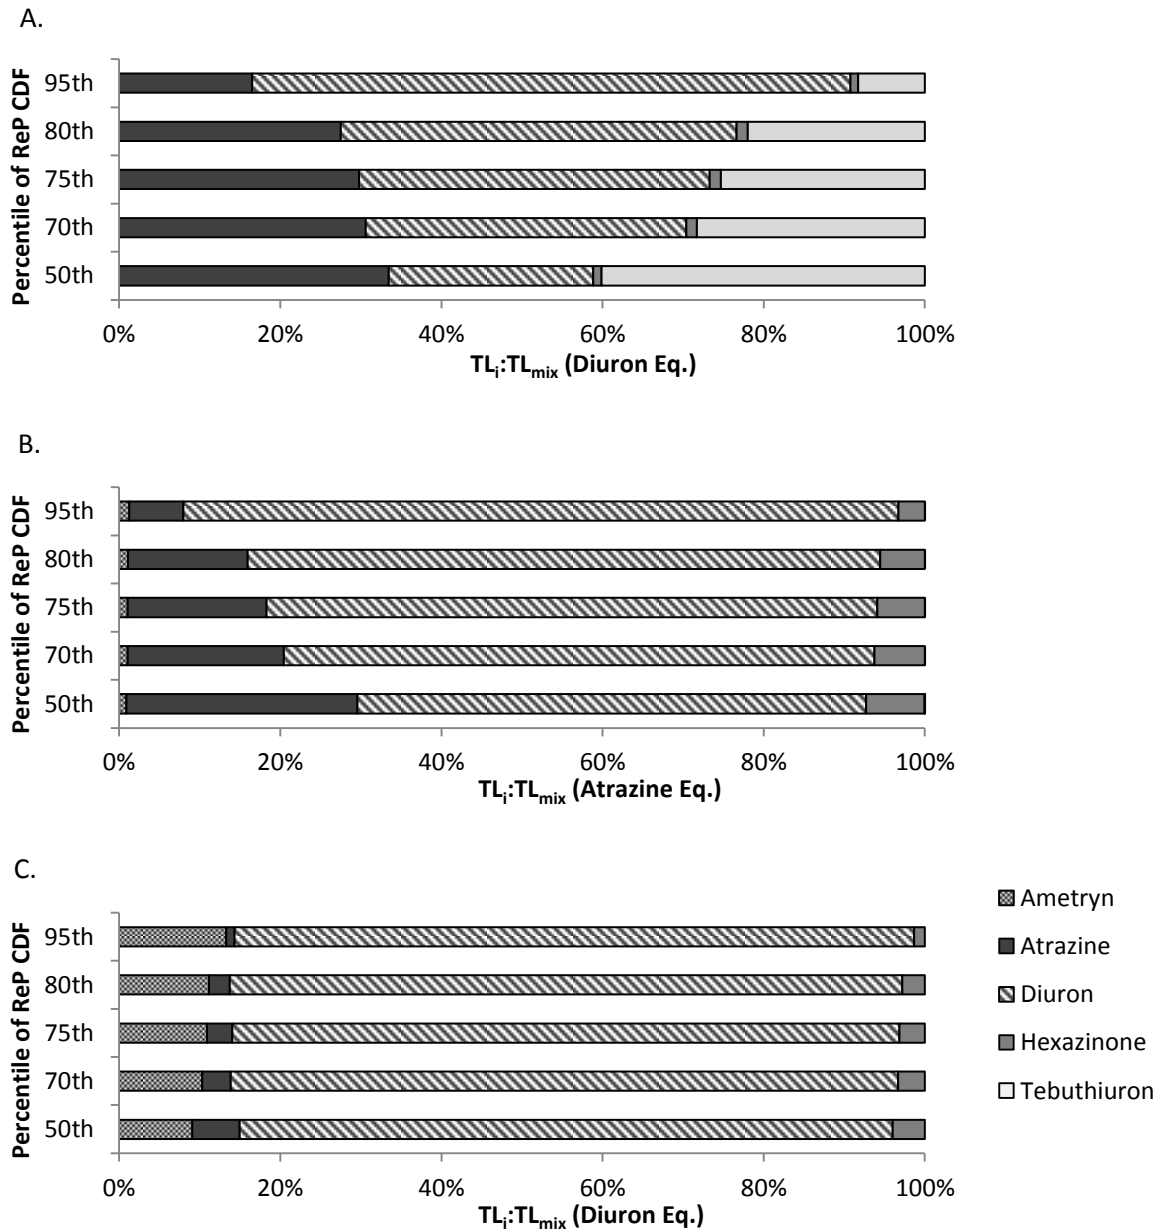 A.
Percentile of ReP CDF
95th
80th
75th
70th
50th
0% 20% 40% 60% 80% 100%
TLi:TLmix (Diuron Eq.)
B.
Percentile of ReP CDF
95th
80th
75th
70th
50th
0% 20% 40% 60% 80% 100%
TLi:TLmix (Atrazine Eq.)
C.
Percentile of ReP CDF
95th
80th
75th
70th
50th
0% 20% 40% 60% 80% 100%
TLi:TLmix (Diuron Eq.)
Ametryn
Atrazine
Diuron
Hexazinone
Tebuthiuron